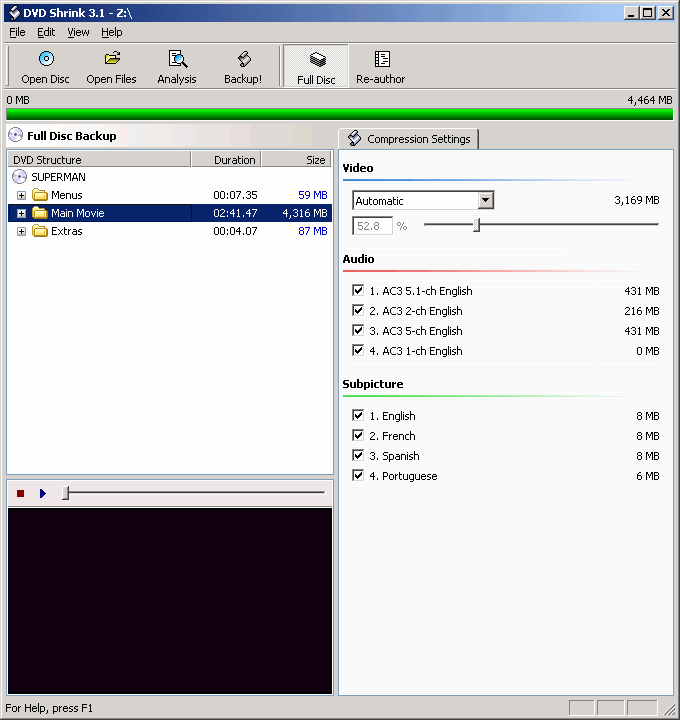 DVD Shrink 3.1 - Z:\
File Edit View Help
Open Disc Open Files Analysis Backup! Full Disc Re-author
0 MB 4,464 MB
Full Disc Backup
DVD Structure Duration Size
SUPERMAN
Menus 00:07.35 59 MB
Main Movie 02:41.47 4,316 MB
Extras 00:04.07 87 MB
Compression Settings
Video
Automatic 3,169 MB
52.8 %
Audio
1. AC3 5.1-ch English 431 MB
2. AC3 2-ch English 216 MB
3. AC3 5-ch English 431 MB
4. AC3 1-ch English 0 MB
Subpicture
1. English 8 MB
2. French 8 MB
3. Spanish 8 MB
4. Portuguese 6 MB
For Help, press F1